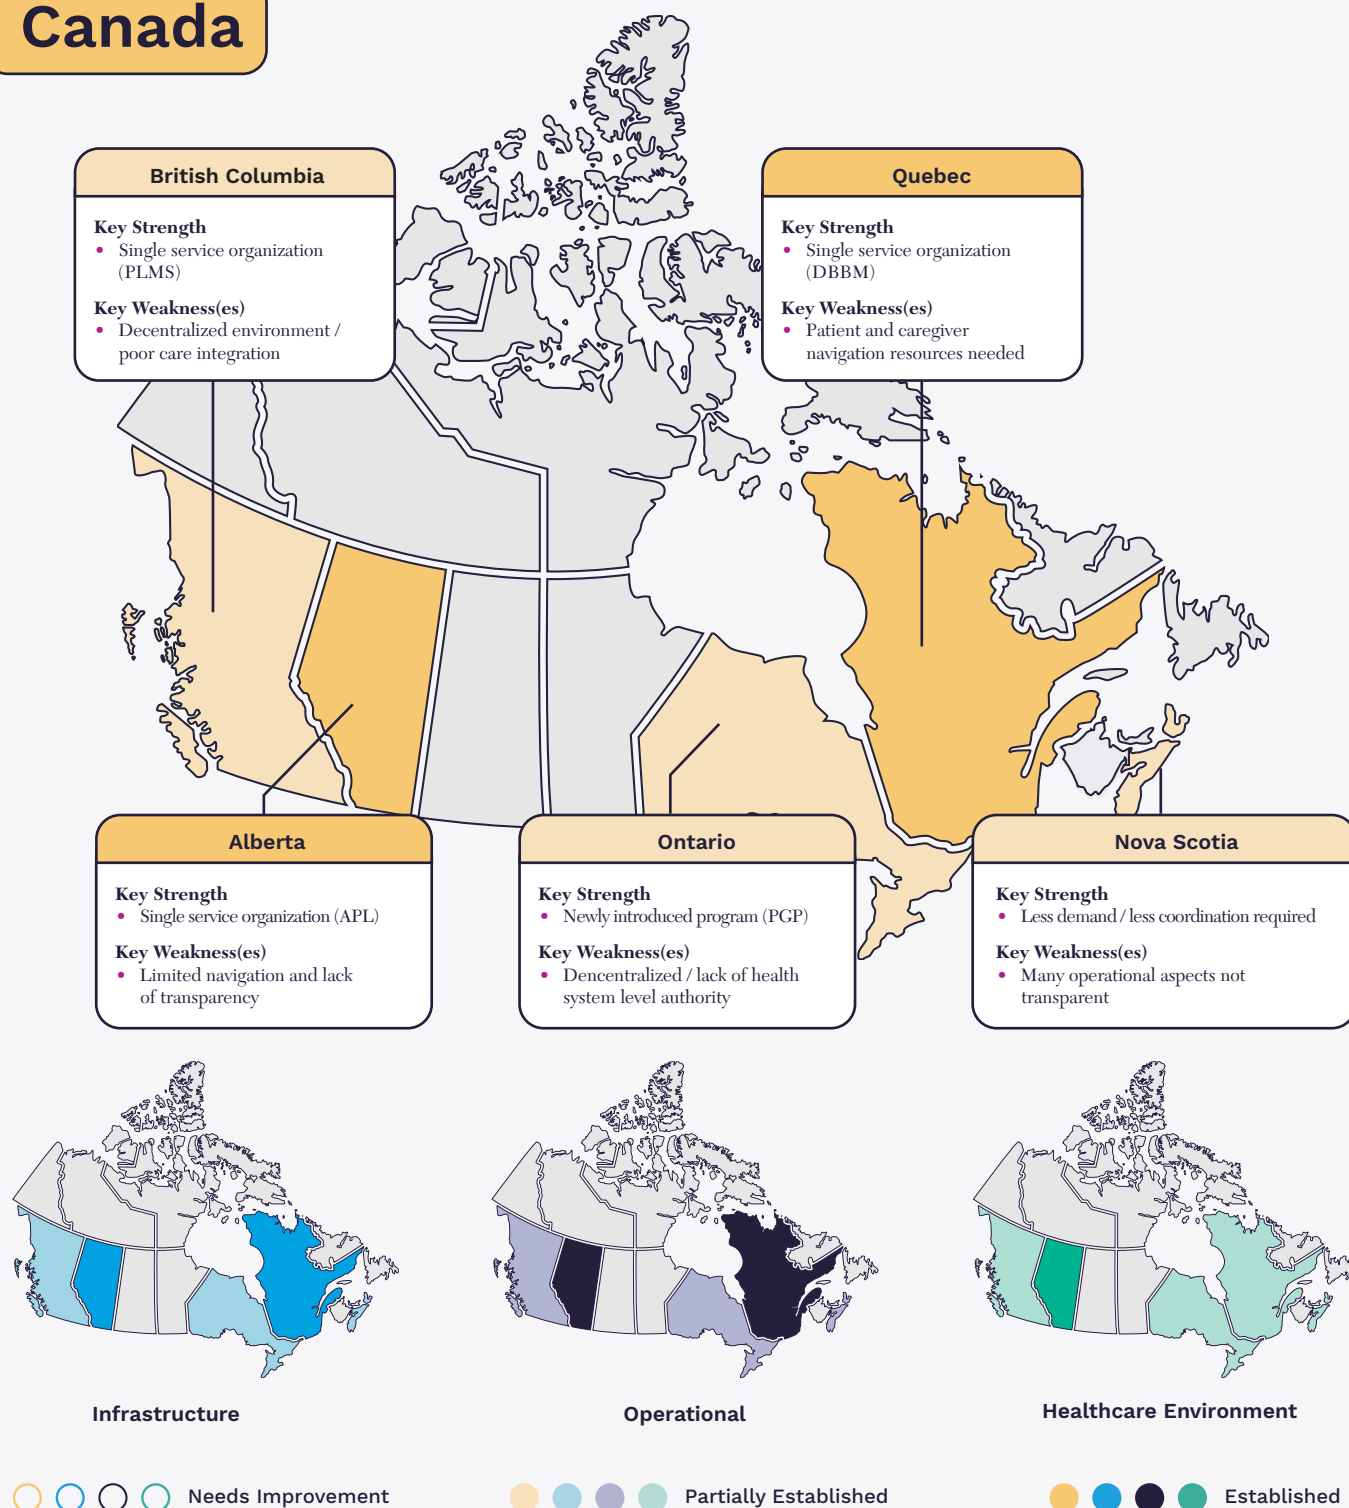 Canada
British Columbia
Key Strength
• Single service organization
(PLMS)
Key Weakness(es)
• Decentralized environment /
poor care integration
Quebec
Key Strength
• Single service organization
(DBBM)
Key Weakness(es)
• Patient and caregiver
navigation resources needed
Alberta
Key Strength
• Single service organization (APL)
Key Weakness(es)
• Limited navigation and lack
of transparency
Ontario
Key Strength
• Newly introduced program (PGP)
Key Weakness(es)
• Dencentralized / lack of health
system level authority
Nova Scotia
Key Strength
• Less demand / less coordination required
Key Weakness(es)
• Many operational aspects not
transparent
Infrastructure
Operational
Healthcare Environment
Needs Improvement
Partially Established
Established